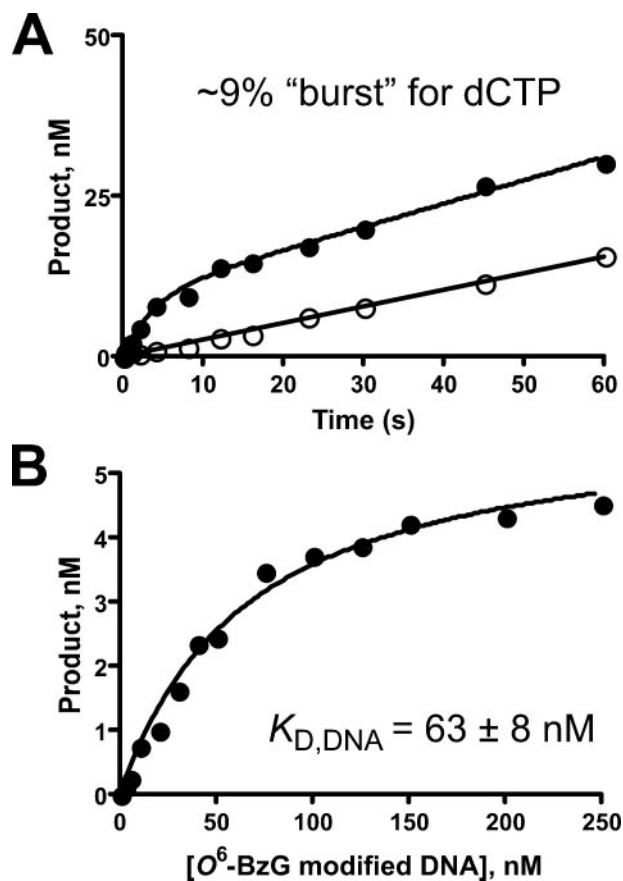 A
50
~9% “burst” for dCTP
Product, nM
25
0
0 10 20 30 40 50 60
Time (s)
B
5
4
Product, nM
3
2
K_D,DNA = 63 ± 8 nM
1
0
0 50 100 150 200 250
[O⁶-BzG modified DNA], nM